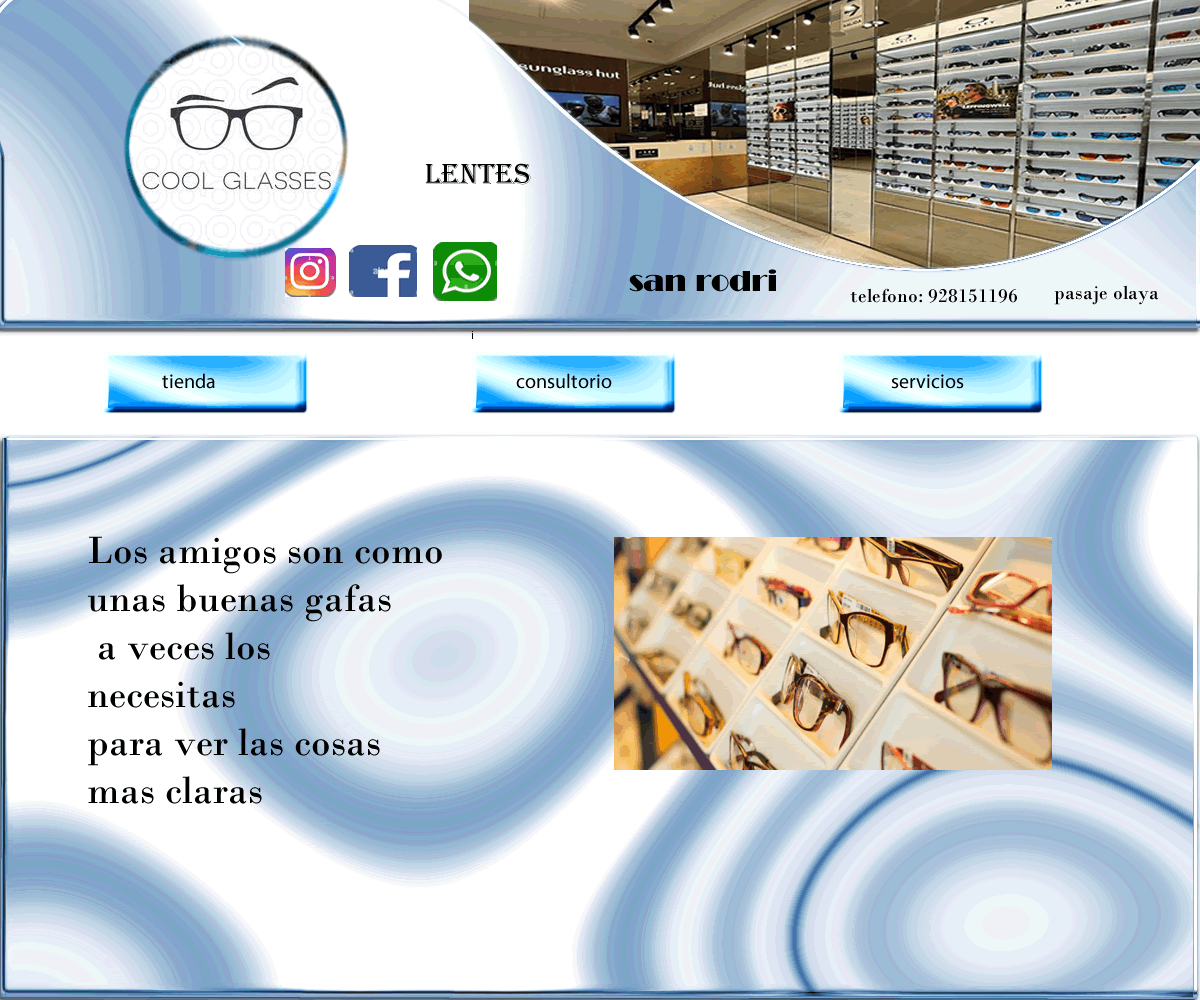 sunglass hut
LEFFINGWELL
COOL GLASSES
LENTES
san rodri
telefono: 928151196
pasaje olaya
i
tienda
consultorio
servicios
Los amigos son como
unas buenas gafas
a veces los
necesitas
para ver las cosas
mas claras